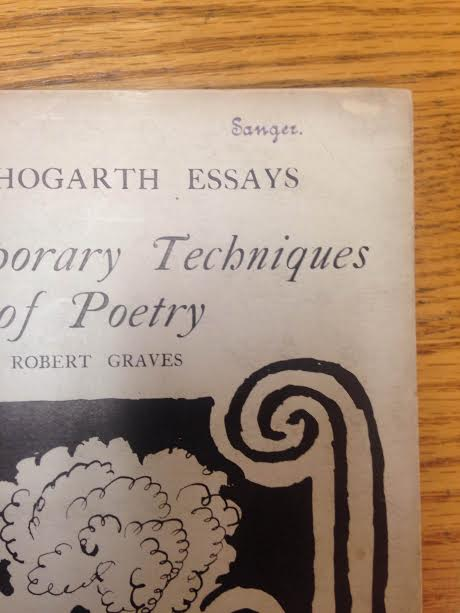 Sanger.
HOGARTH ESSAYS
porary Techniques
of Poetry
ROBERT GRAVES